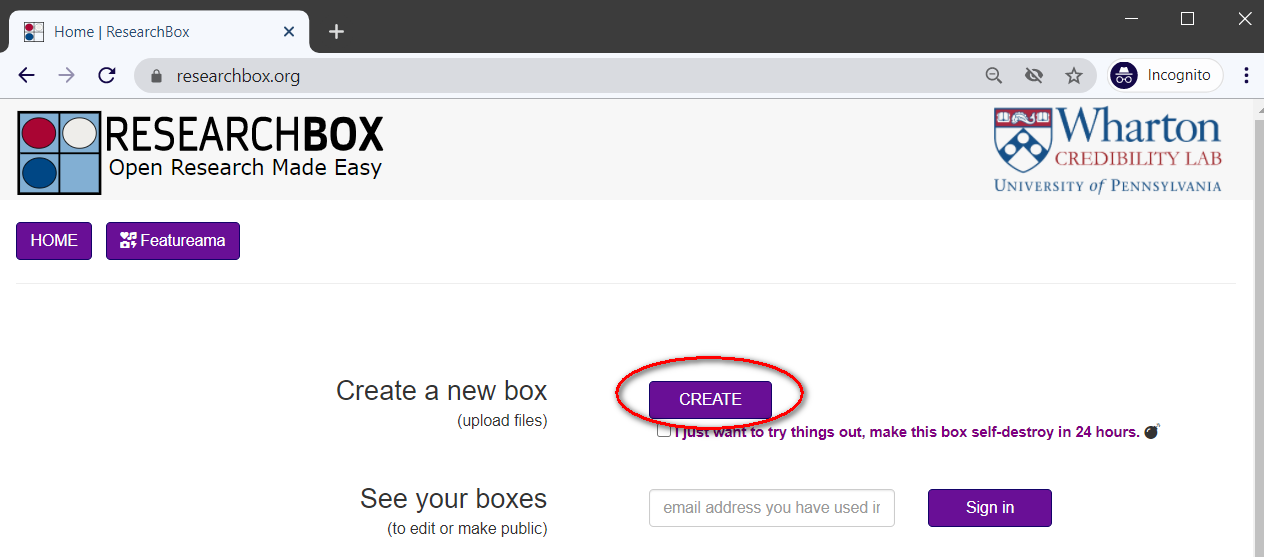 Home | ResearchBox
researchbox.org
Incognito
RESEARCHBOX
Open Research Made Easy
Wharton
CREDIBILITY LAB
UNIVERSITY of PENNSYLVANIA
HOME
Featureama
Create a new box
CREATE
(upload files)
I just want to try things out, make this box self-destroy in 24 hours.
See your boxes
email address you have used in
Sign in
(to edit or make public)